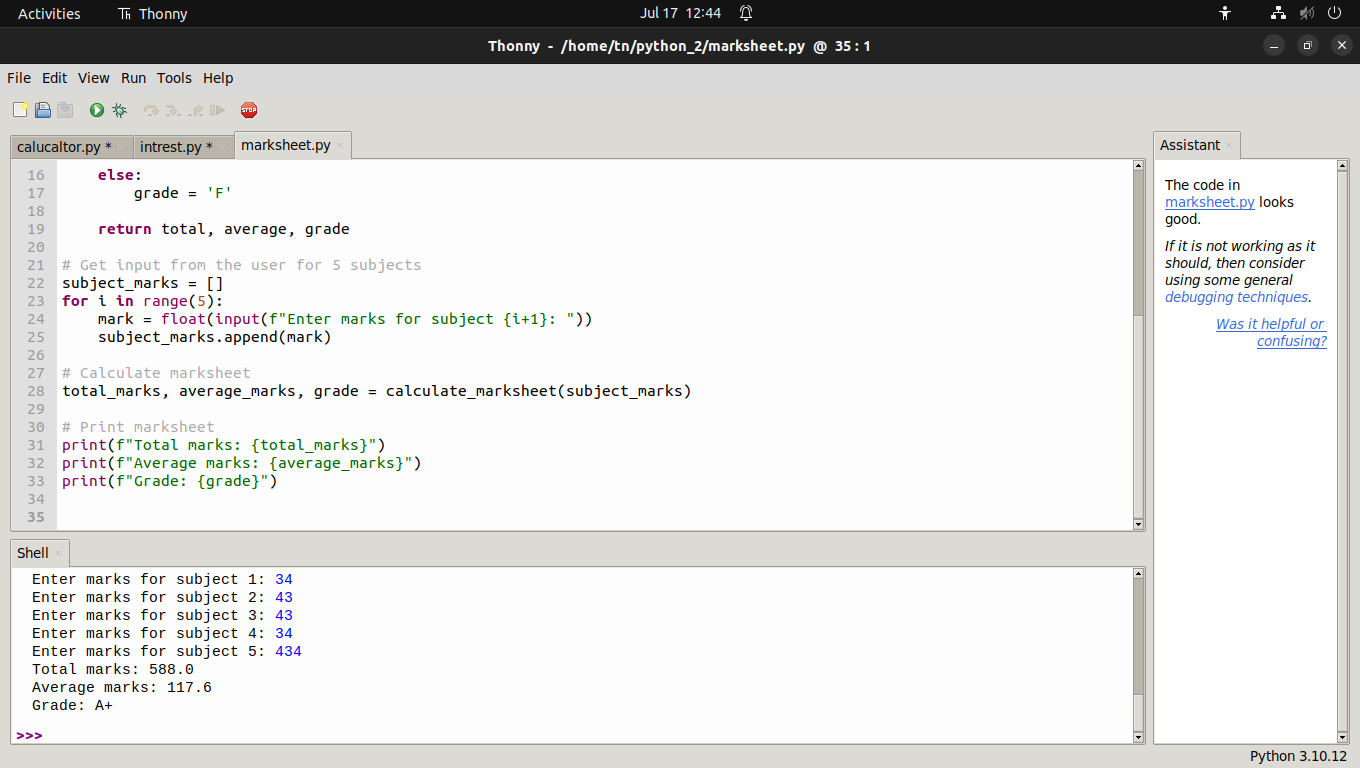 Activities Thonny Jul 17 12:44
Thonny - /home/tn/python_2/marksheet.py @ 35 : 1
File Edit View Run Tools Help
STOP
calucaltor.py * intrest.py * marksheet.py
16 else:
17 grade = 'F'
18
19 return total, average, grade
20
21 # Get input from the user for 5 subjects
22 subject_marks = []
23 for i in range(5):
24 mark = float(input(f"Enter marks for subject {i+1}: "))
25 subject_marks.append(mark)
26
27 # Calculate marksheet
28 total_marks, average_marks, grade = calculate_marksheet(subject_marks)
29
30 # Print marksheet
31 print(f"Total marks: {total_marks}")
32 print(f"Average marks: {average_marks}")
33 print(f"Grade: {grade}")
34
35
Shell
Enter marks for subject 1: 34
Enter marks for subject 2: 43
Enter marks for subject 3: 43
Enter marks for subject 4: 34
Enter marks for subject 5: 434
Total marks: 588.0
Average marks: 117.6
Grade: A+
>>>
Assistant
The code in
marksheet.py looks
good.
If it is not working as it
should, then consider
using some general
debugging techniques.
Was it helpful or
confusing?
Python 3.10.12